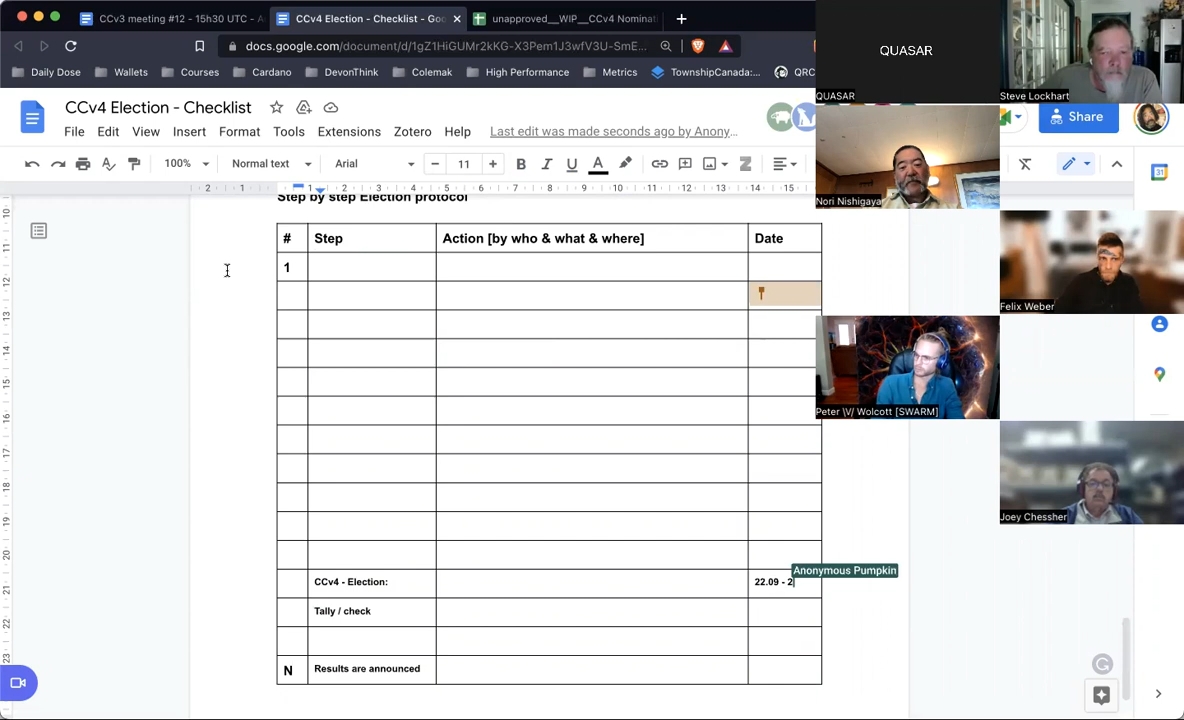 CCv3 meeting #12 - 15h30 UTC - A
CCv4 Election - Checklist - Goo
unapproved__WIP__CCv4 Nominat
docs.google.com/document/d/1gZ1HiGUMr2kKG-X3Pem1J3wfV3U-SmE...
Daily Dose
Wallets
Courses
Cardano
DevonThink
Colemak
High Performance
Metrics
TownshipCanada:...
QRC
CCv4 Election - Checklist
File Edit View Insert Format Tools Extensions Zotero Help
Last edit was made seconds ago by Anony...
Share
100%
Normal text
Arial
11
Step by step Election protocol
# Step Action [by who & what & where] Date
1
CCv4 - Election: 22.09 - 2
Anonymous Pumpkin
Tally / check
N Results are announced
QUASAR
QUASAR
Steve Lockhart
Nori Nishigaya
Felix Weber
Peter \V/ Wolcott [SWARM]
Joey Chessher